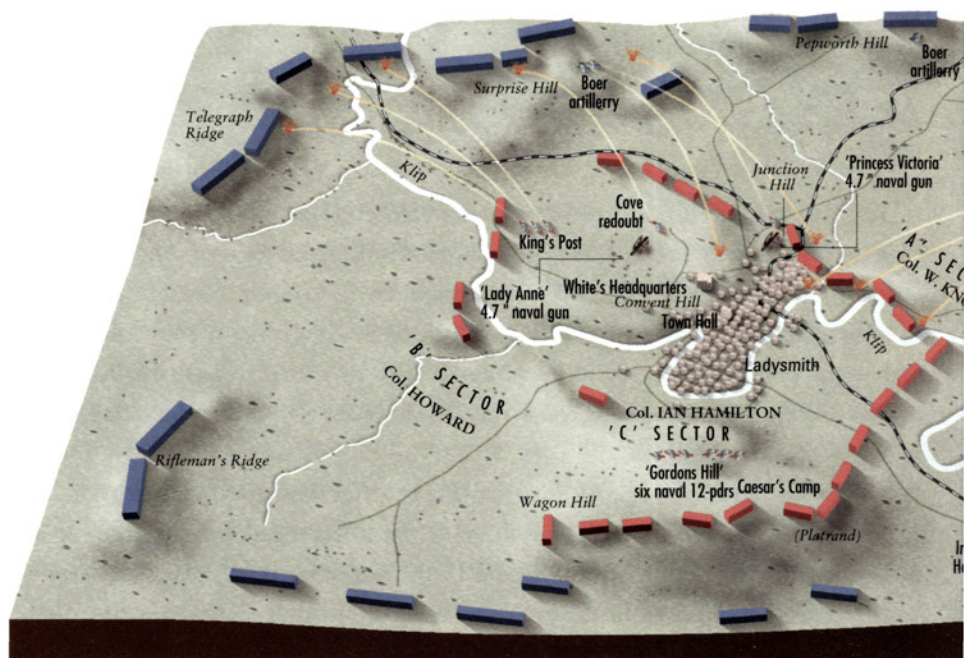 Pepworth Hill
Boer
artillerry
Surprise Hill
Boer
artillerry
Telegraph
Ridge
'Princess Victoria'
4.7" naval gun
Junction
Hill
Klip
Cove
redoubt
King's Post
'A' SEC
Col. W. KN
'Lady Anne'
4.7" naval gun
White's Headquarters
Convent Hill
Town Hall
Klip
Ladysmith
'B' SECTOR
Col. HOWARD
Col. IAN HAMILTON
'C' SECTOR
Rifleman's Ridge
'Gordons Hill'
six naval 12-pdrs
Caesar's Camp
Wagon Hill
(Platrand)